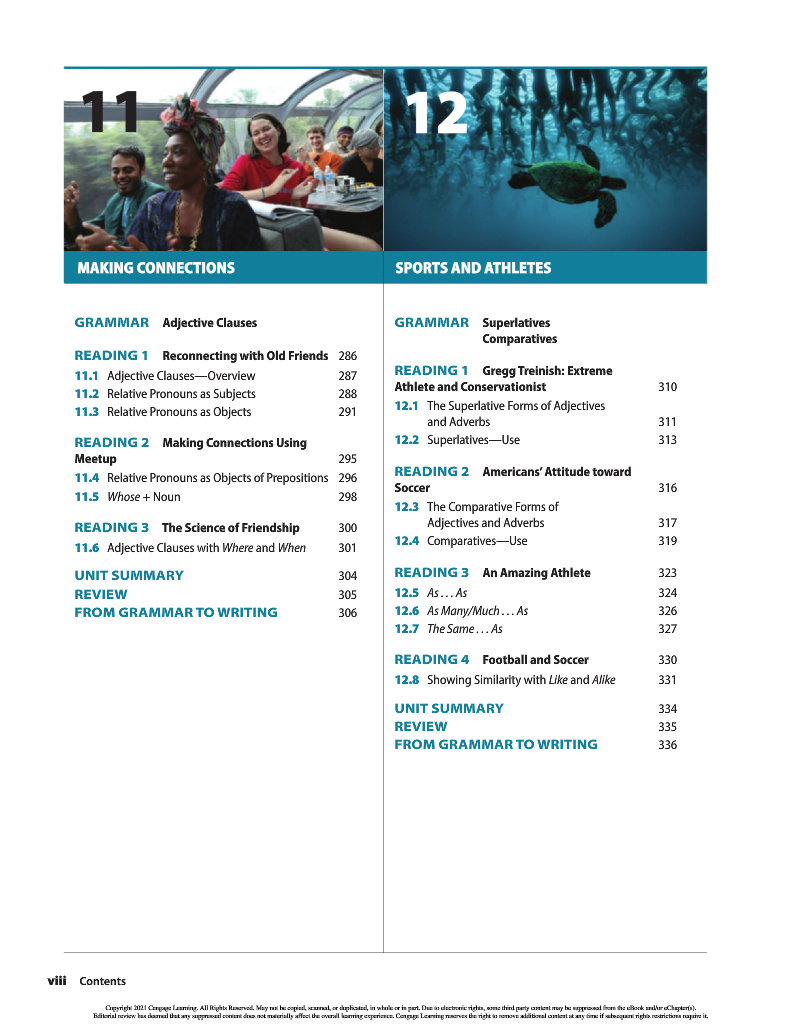 11
MAKING CONNECTIONS
GRAMMAR Adjective Clauses
READING 1 Reconnecting with Old Friends 286
11.1 Adjective Clauses—Overview 287
11.2 Relative Pronouns as Subjects 288
11.3 Relative Pronouns as Objects 291
READING 2 Making Connections Using
Meetup 295
11.4 Relative Pronouns as Objects of Prepositions 296
11.5 Whose + Noun 298
READING 3 The Science of Friendship 300
11.6 Adjective Clauses with Where and When 301
UNIT SUMMARY 304
REVIEW 305
FROM GRAMMAR TO WRITING 306
12
SPORTS AND ATHLETES
GRAMMAR Superlatives
Comparatives
READING 1 Gregg Treinish: Extreme
Athlete and Conservationist 310
12.1 The Superlative Forms of Adjectives
and Adverbs 311
12.2 Superlatives—Use 313
READING 2 Americans' Attitude toward
Soccer 316
12.3 The Comparative Forms of
Adjectives and Adverbs 317
12.4 Comparatives—Use 319
READING 3 An Amazing Athlete 323
12.5 As . . . As 324
12.6 As Many/Much . . . As 326
12.7 The Same . . . As 327
READING 4 Football and Soccer 330
12.8 Showing Similarity with Like and Alike 331
UNIT SUMMARY 334
REVIEW 335
FROM GRAMMAR TO WRITING 336
viii Contents
Copyright 2021 Cengage Learning. All Rights Reserved. May not be copied, scanned, or duplicated, in whole or in part. Due to electronic rights, some third party content may be suppressed from the eBook and/or eChapter(s).
Editorial review has deemed that any suppressed content does not materially affect the overall learning experience. Cengage Learning reserves the right to remove additional content at any time if subsequent rights restrictions require it.